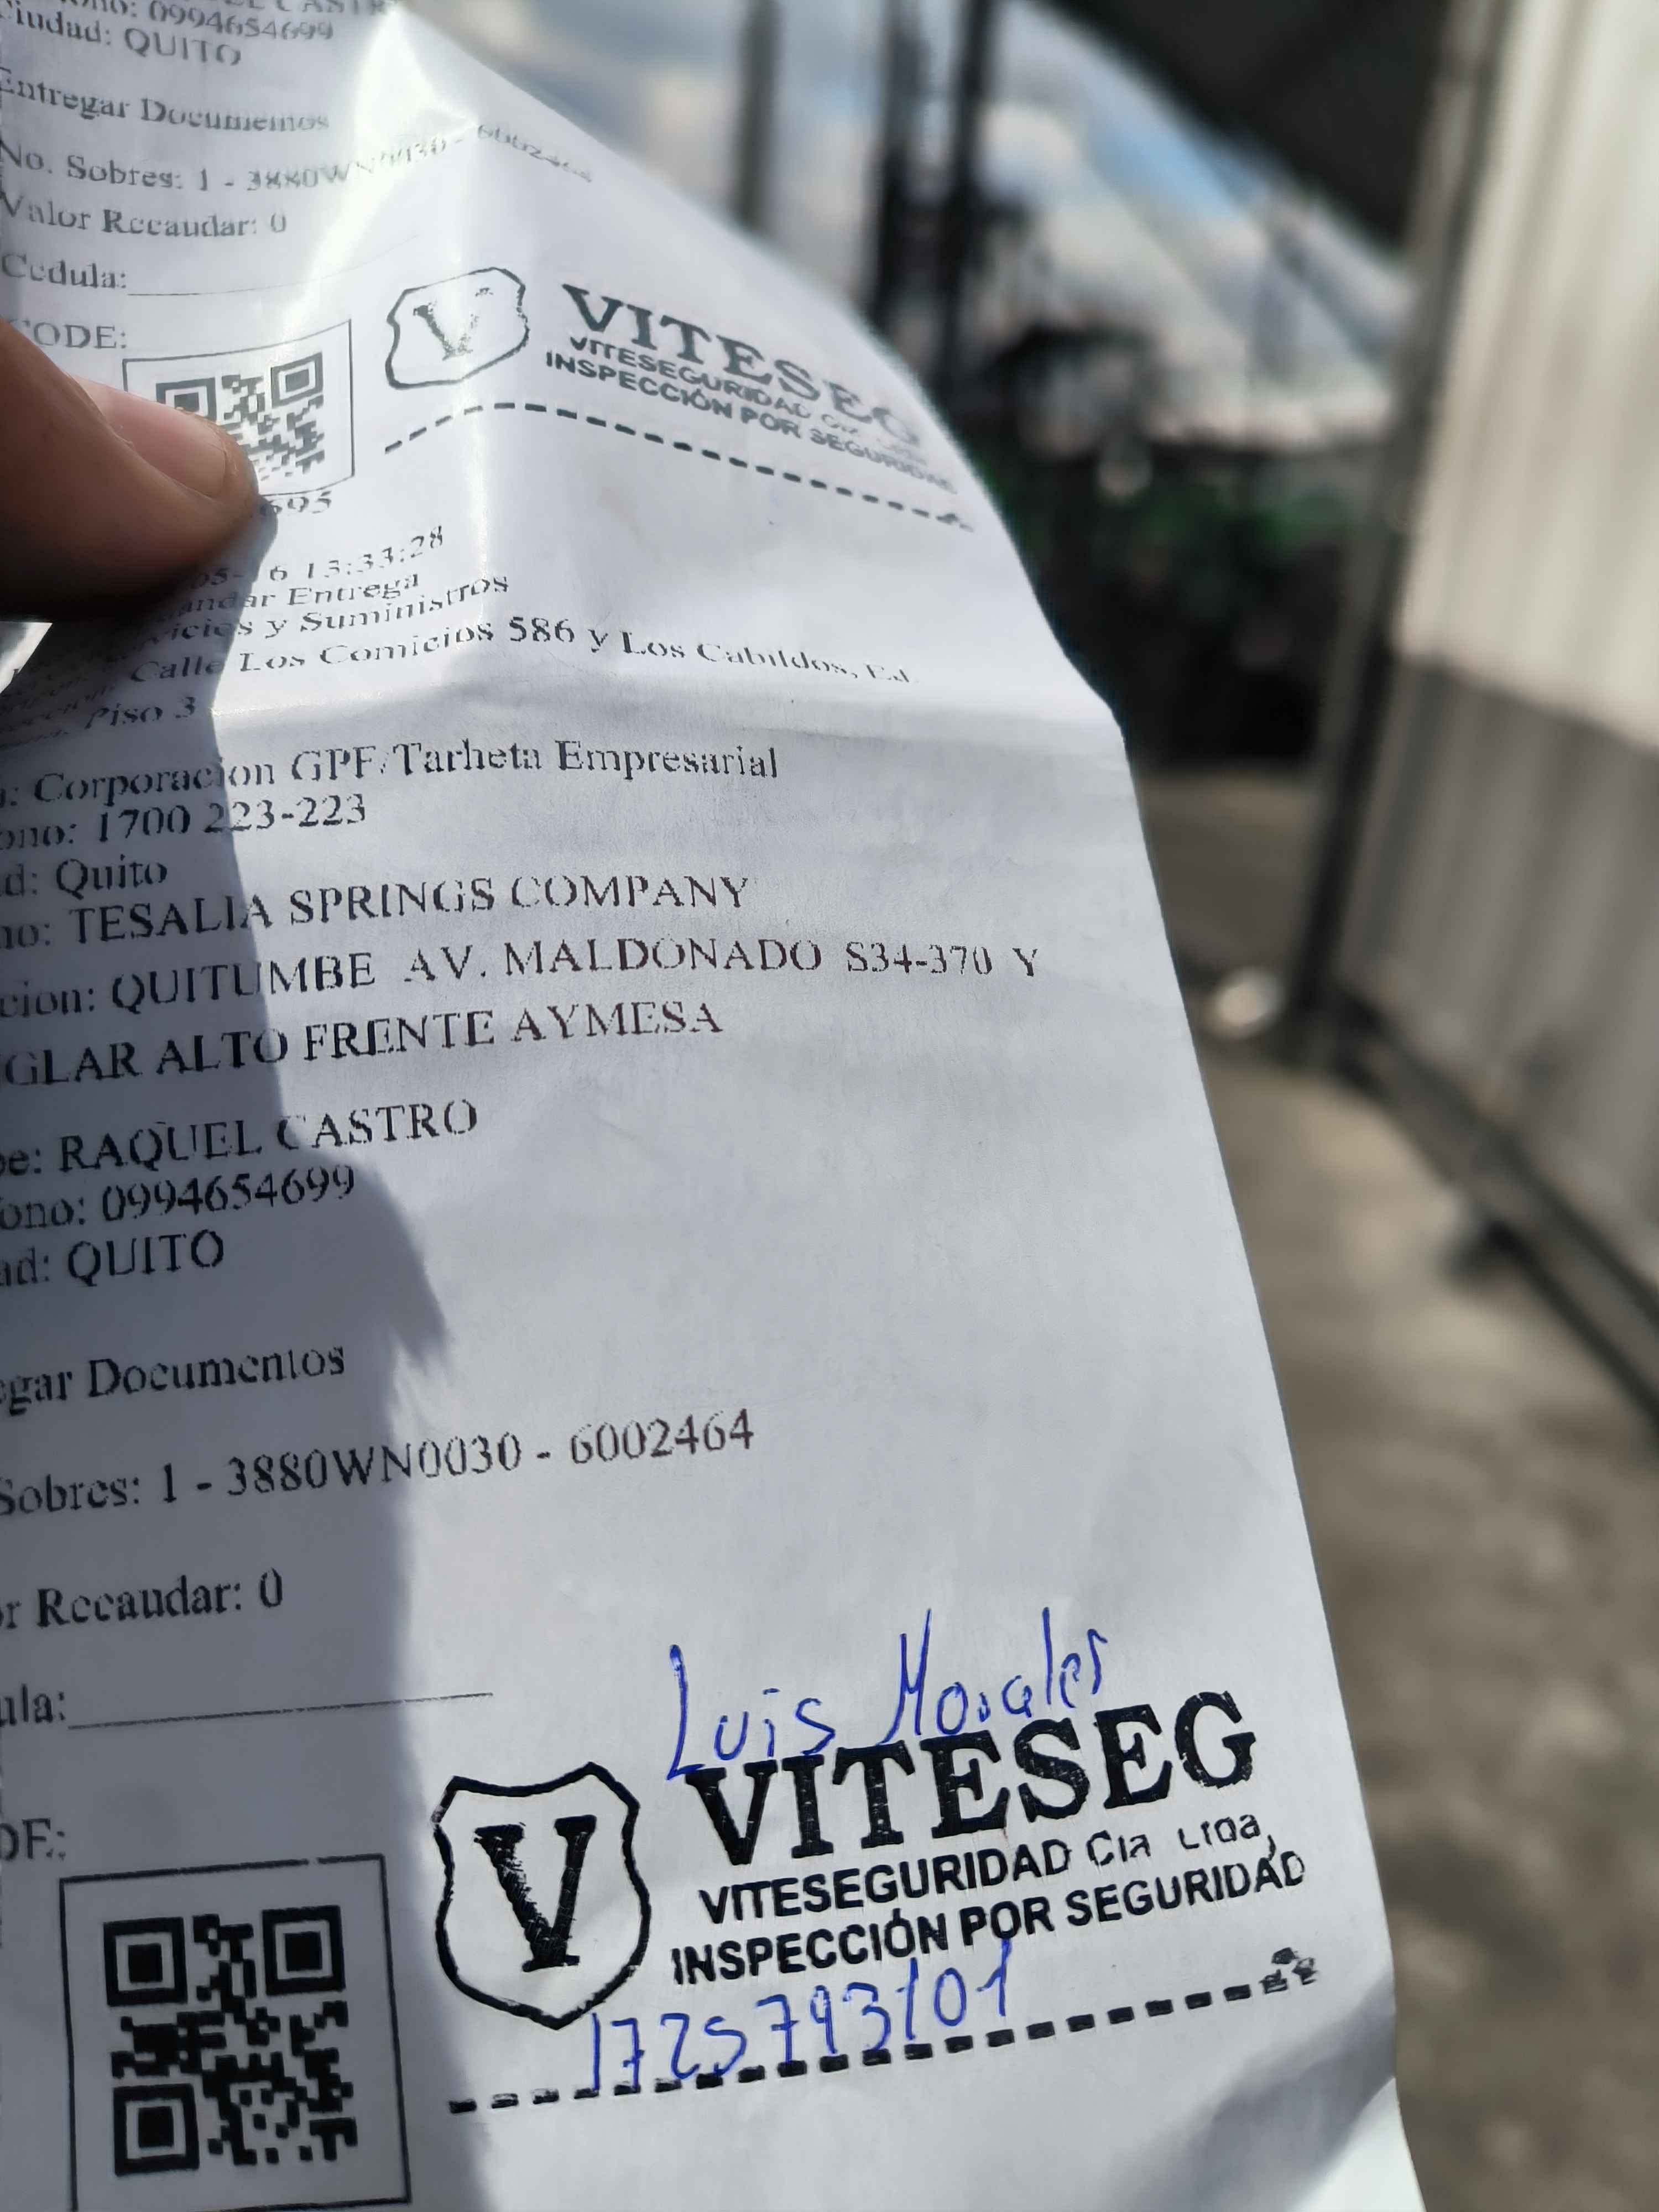 0994654699
Ciudad: QUITO
Entregar Documentos
No. Sobres: 1 - 3880WN0030 - 6002464
Valor Recaudar: 0
Cedula:
CODE:
VITESEG
VITESEGURIDAD
INSPECCIÓN POR SEGURIDAD
695
05-16 13:33:28
andar Entrega
vicios y Suministros
Calle Los Comicios 586 y Los Cabildos, Ed.
Piso 3
a: Corporacion GPF/Tarheta Empresarial
ono: 1700 223-223
d: Quito
no: TESALIA SPRINGS COMPANY
cion: QUITUMBE AV. MALDONADO S34-370 Y
GLAR ALTO FRENTE AYMESA
be: RAQUEL CASTRO
ono: 0994654699
ad: QUITO
egar Documentos
Sobres: 1 - 3880WN0030 - 6002464
or Recaudar: 0
ula:
Luis Morales
DE:
V
VITESEG
VITESEGURIDAD Cia Ltda,
INSPECCIÓN POR SEGURIDAD
1725793101